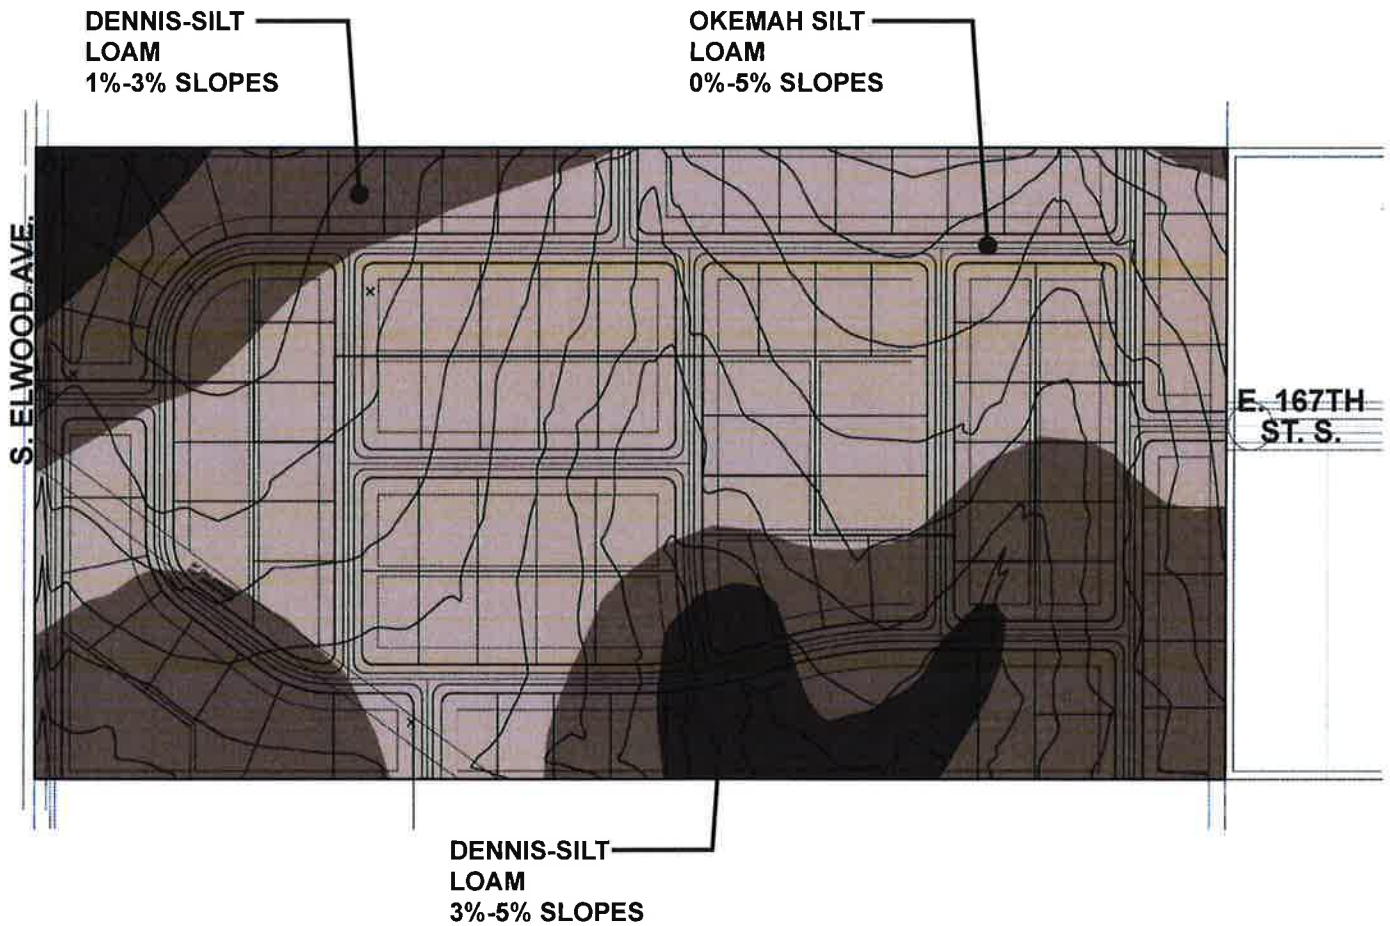 DENNIS-SILT
LOAM
1%-3% SLOPES
OKEMAH SILT
LOAM
0%-5% SLOPES
S. ELWOOD AVE.
E. 167TH
ST. S.
DENNIS-SILT
LOAM
3%-5% SLOPES